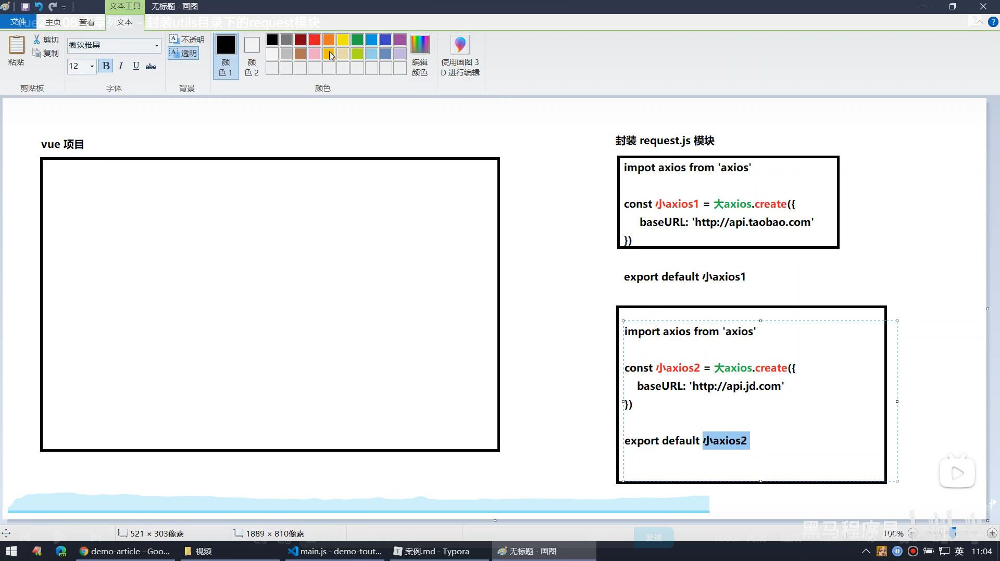 文本工具
无标题 - 画图
文件
主页
查看
文本
封装utils目录下的request模块
粘贴
剪切
复制
剪贴板
微软雅黑
12
B
I
U
abc
字体
不透明
透明
背景
颜
色 1
颜
色 2
颜色
编辑
颜色
使用画图 3
D 进行编辑
vue 项目
封装 request.js 模块
impot axios from 'axios'
const 小axios1 = 大axios.create({
baseURL: 'http://api.taobao.com'
})
export default 小axios1
import axios from 'axios'
const 小axios2 = 大axios.create({
baseURL: 'http://api.jd.com'
})
export default 小axios2
521 × 303像素
1889 × 810像素
发送
黑马程序员
100%
demo-article - Goo...
视频
main.js - demo-tout...
案例.md - Typora
无标题 - 画图
英
11:04